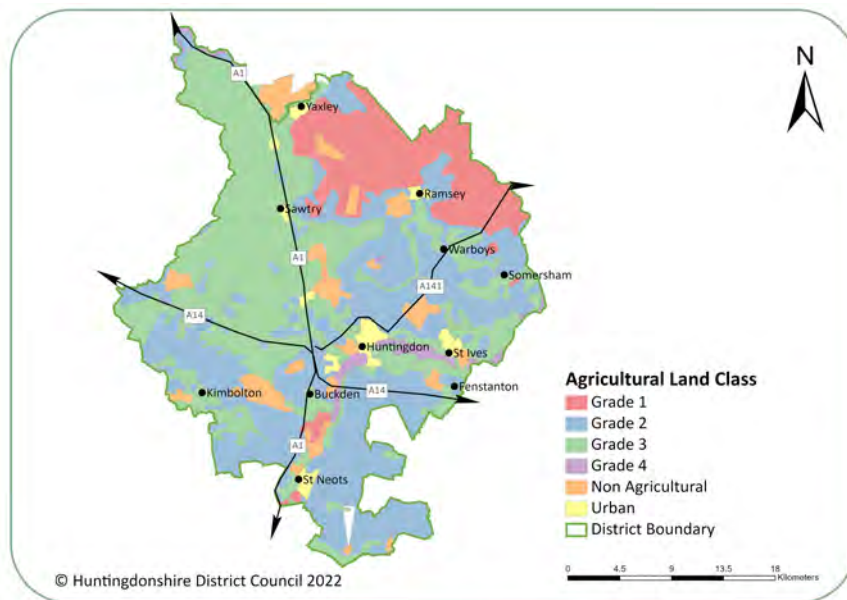 N
A1
Yaxley
Ramsey
Sawtry
Warboys
A1
Somersham
A141
A14
Huntingdon
St Ives
Fenstanton
A14
Kimbolton
Buckden
A1
St Neots
Agricultural Land Class
Grade 1
Grade 2
Grade 3
Grade 4
Non Agricultural
Urban
District Boundary
0 4.5 9 13.5 18
Kilometers
© Huntingdonshire District Council 2022